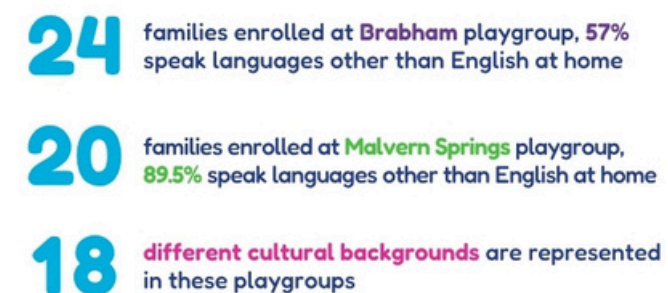 24 families enrolled at Brabham playgroup, 57%
speak languages other than English at home
20 families enrolled at Malvern Springs playgroup,
89.5% speak languages other than English at home
18 different cultural backgrounds are represented
in these playgroups